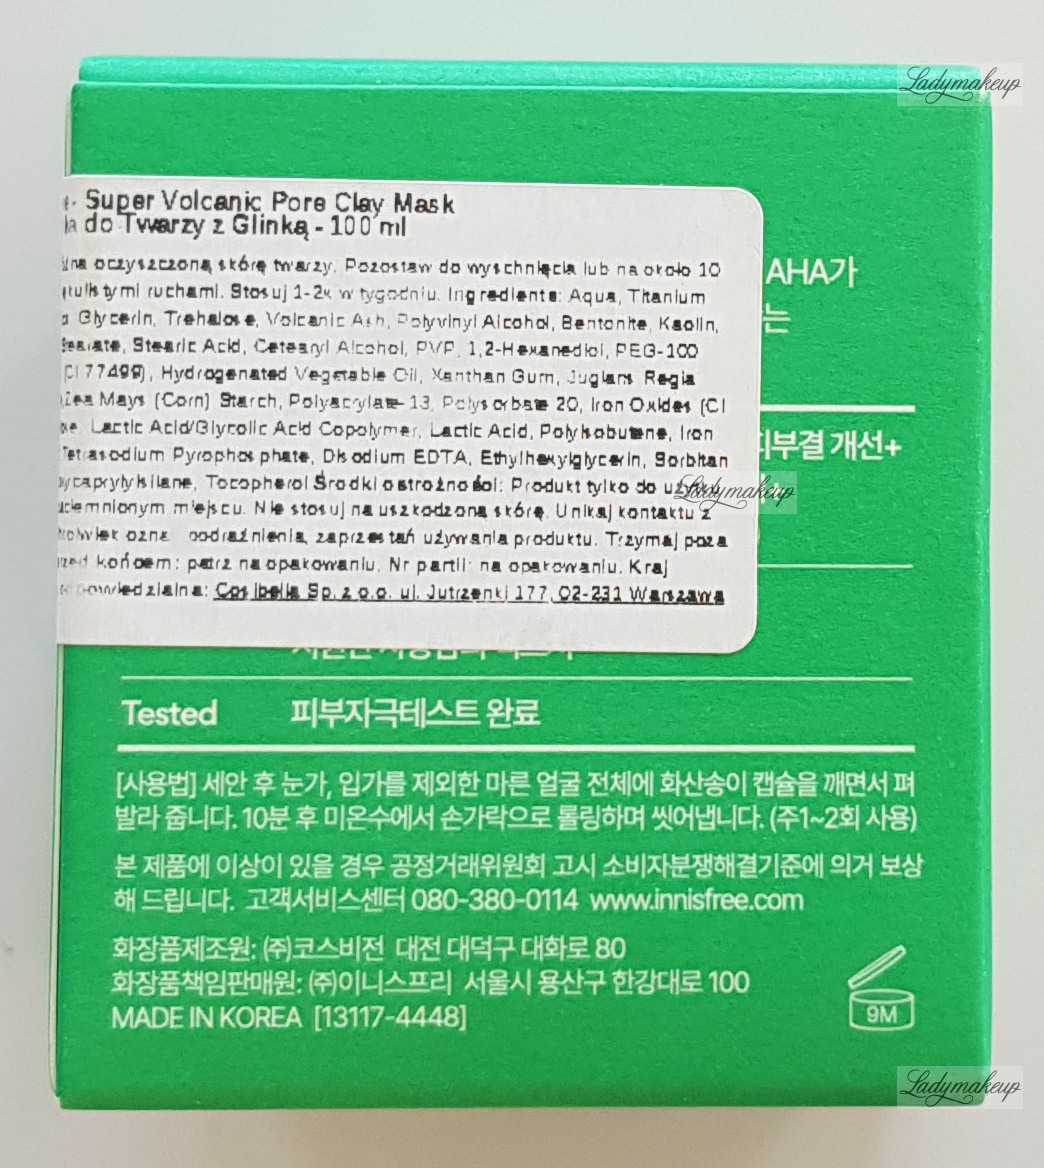 Ladymakeup
Super Volcanic Pore Clay Mask
do Twarzy z Glinką - 100 ml
oczyszczoną skórę twarzy. Pozostaw do wyschnięcia lub na około 10
ruchami. Stosuj 1-2x w tygodniu. Ingredients: Aqua, Titanium
Glycerin, Trehalose, Volcanic Ash, Polyvinyl Alcohol, Bentonite, Kaolin,
Stearic Acid, Cetearyl Alcohol, PVP, 1,2-Hexanediol, PEG-100
(CI 77499), Hydrogenated Vegetable Oil, Xanthan Gum, Juglans Regia
Zea Mays (Corn) Starch, Polyacrylate-13, Polysorbate 20, Iron Oxides (CI
Lactic Acid/Glycolic Acid Copolymer, Lactic Acid, Polyisobutene, Iron
Tetrasodium Pyrophosphate, Disodium EDTA, Ethylhexylglycerin, Sorbitan
Tocopherol Środki ostrożności: Produkt tylko do
miejscu. Nie stosuj na uszkodzoną skórę. Unikaj kontaktu z
podrażnienia, zaprzestań używania produktu. Trzymaj poza
końcem: patrz na opakowaniu. Nr partii: na opakowaniu. Kraj
Cosibella Sp. z o.o. ul. Jutrzenki 177, 02-231 Warszawa
AHA가
는
피부결 개선+
Ladymakeup
Tested 피부자극테스트 완료
[사용법] 세안 후 눈가, 입가를 제외한 마른 얼굴 전체에 화산송이 캡슐을 깨면서 펴
발라 줍니다. 10분 후 미온수에서 손가락으로 롤링하며 씻어냅니다. (주1~2회 사용)
본 제품에 이상이 있을 경우 공정거래위원회 고시 소비자분쟁해결기준에 의거 보상
해 드립니다. 고객서비스센터 080-380-0114 www.innisfree.com
화장품제조원: ㈜코스비전 대전 대덕구 대화로 80
화장품책임판매원: ㈜이니스프리 서울시 용산구 한강대로 100
MADE IN KOREA [13117-4448]
9M
Ladymakeup